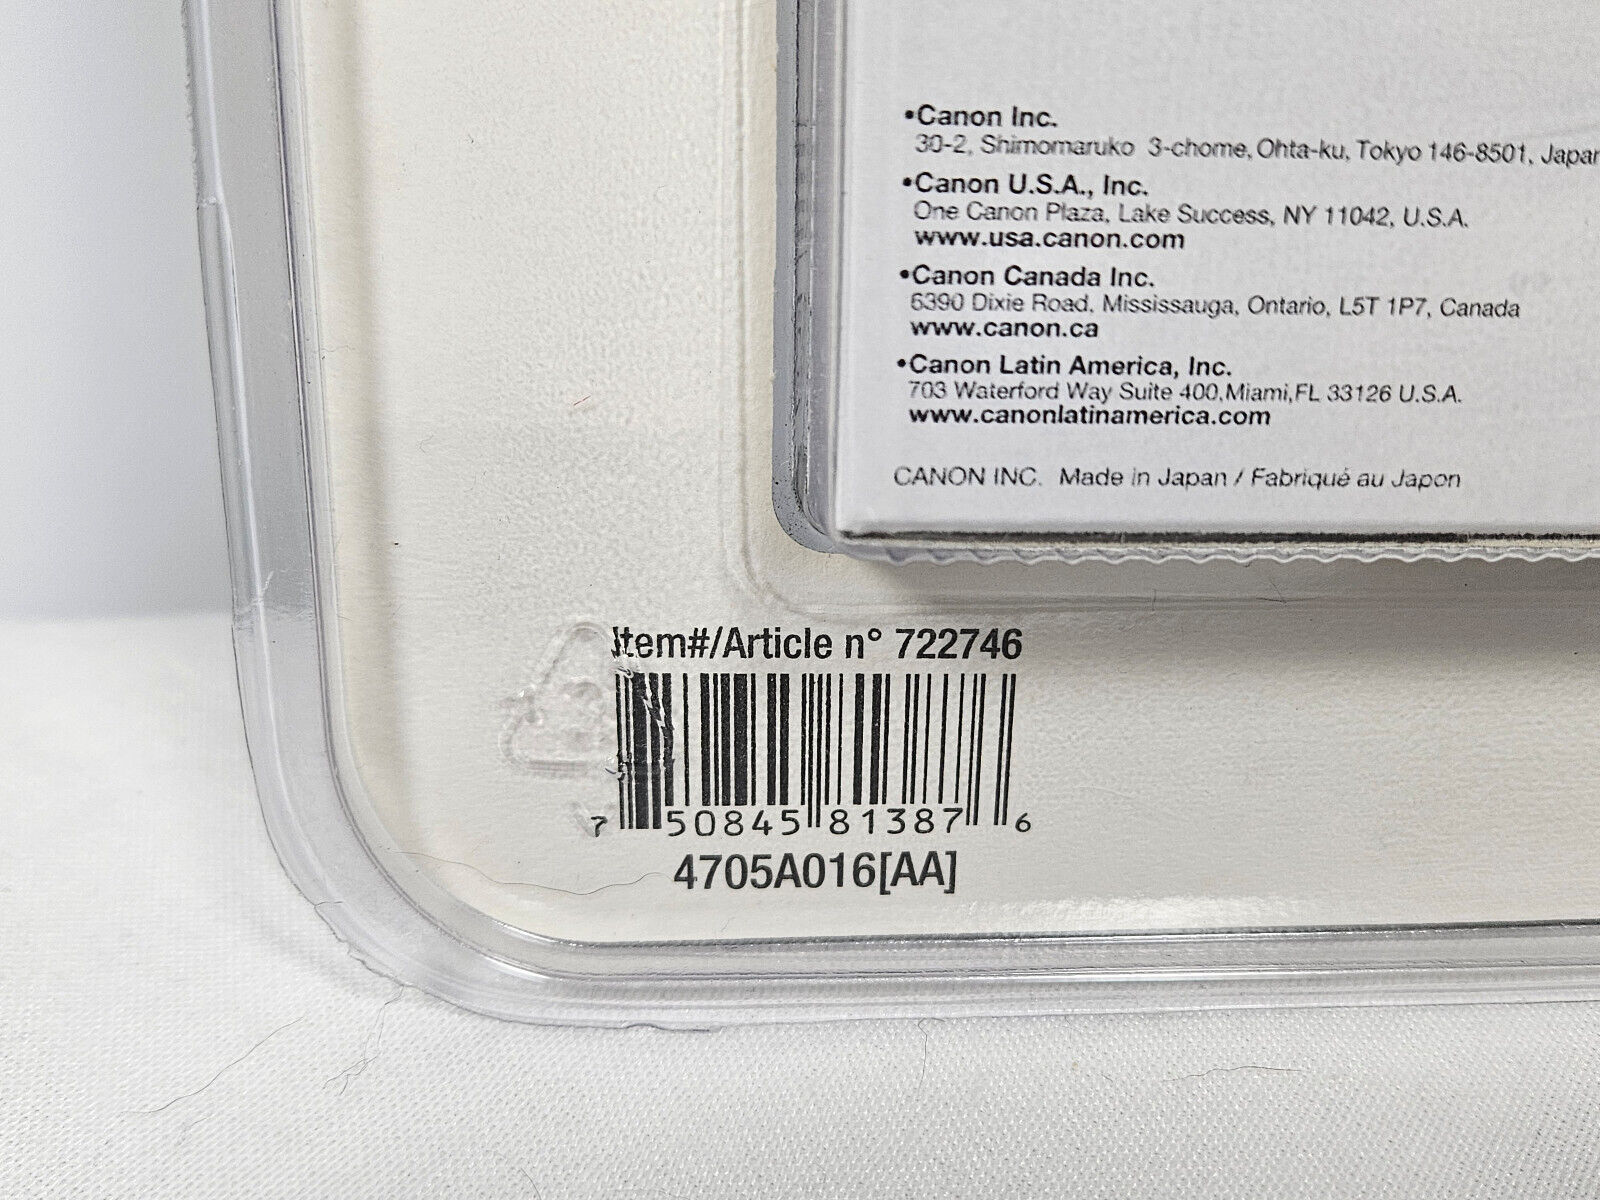 •Canon Inc.
30-2, Shimomaruko 3-chome, Ohta-ku, Tokyo 146-8501, Japan
•Canon U.S.A., Inc.
One Canon Plaza, Lake Success, NY 11042, U.S.A.
www.usa.canon.com
•Canon Canada Inc.
6390 Dixie Road, Mississauga, Ontario, L5T 1P7, Canada
www.canon.ca
•Canon Latin America, Inc.
703 Waterford Way Suite 400,Miami,FL 33126 U.S.A.
www.canonlatinamerica.com
CANON INC. Made in Japan / Fabriqué au Japon
Item#/Article n° 722746
7 50845 81387 6
4705A016[AA]